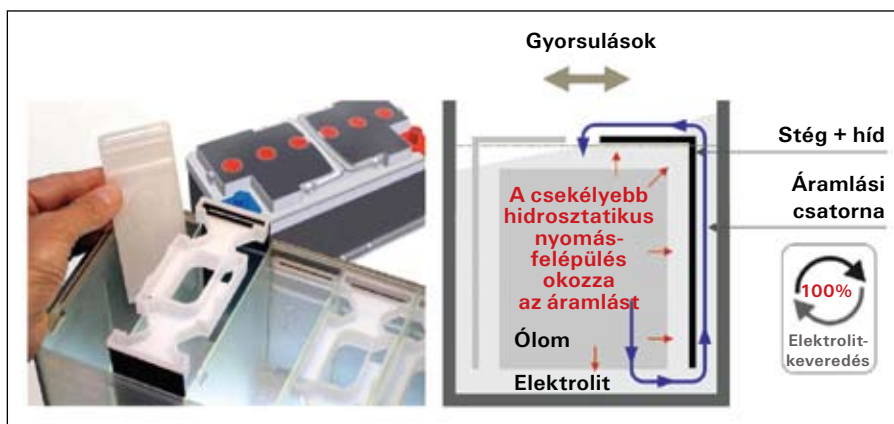 Gyorsulások
Stég + híd
Áramlási
csatorna
A csekélyebb
hidrosztatikus
nyomás-
felépülés
okozza
az áramlást
Ólom
Elektrolit
100%
Elektrolit-
keveredés